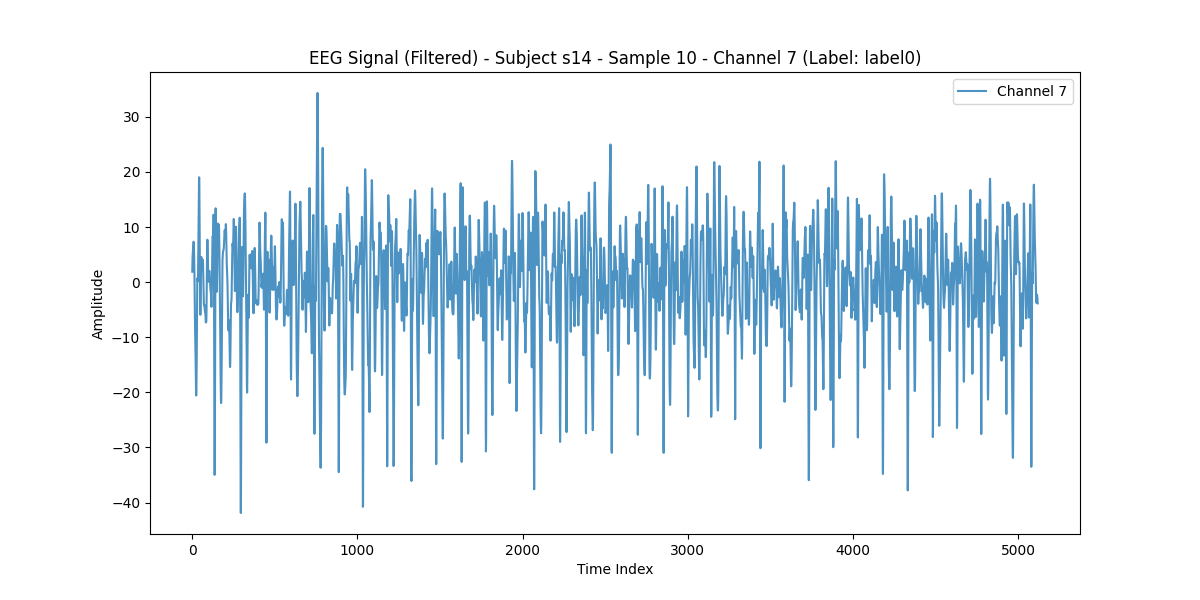 EEG Signal (Filtered) - Subject s14 - Sample 10 - Channel 7 (Label: label0)
Channel 7
30
20
10
0
−10
−20
−30
−40
Amplitude
0 1000 2000 3000 4000 5000
Time Index